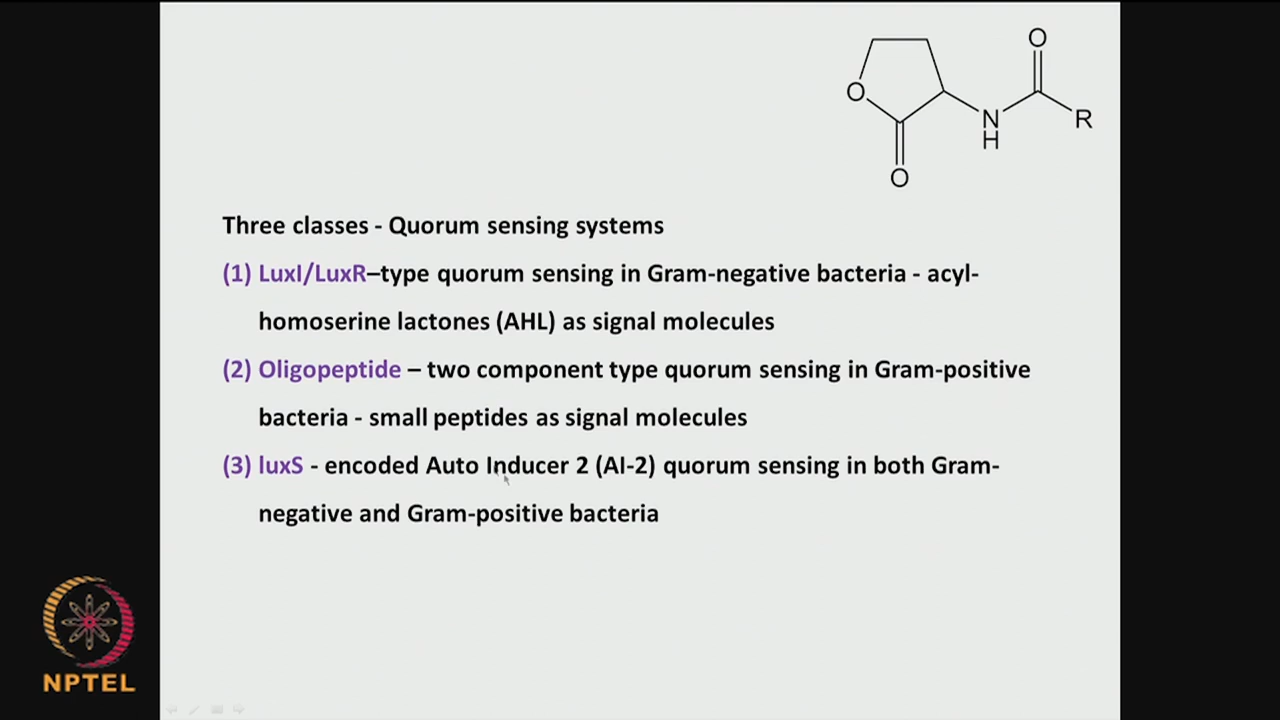 O
O
N
H
R
O
Three classes - Quorum sensing systems
(1) LuxI/LuxR–type quorum sensing in Gram-negative bacteria - acyl-
homoserine lactones (AHL) as signal molecules
(2) Oligopeptide – two component type quorum sensing in Gram-positive
bacteria - small peptides as signal molecules
(3) luxS - encoded Auto Inducer 2 (AI-2) quorum sensing in both Gram-
negative and Gram-positive bacteria
NPTEL